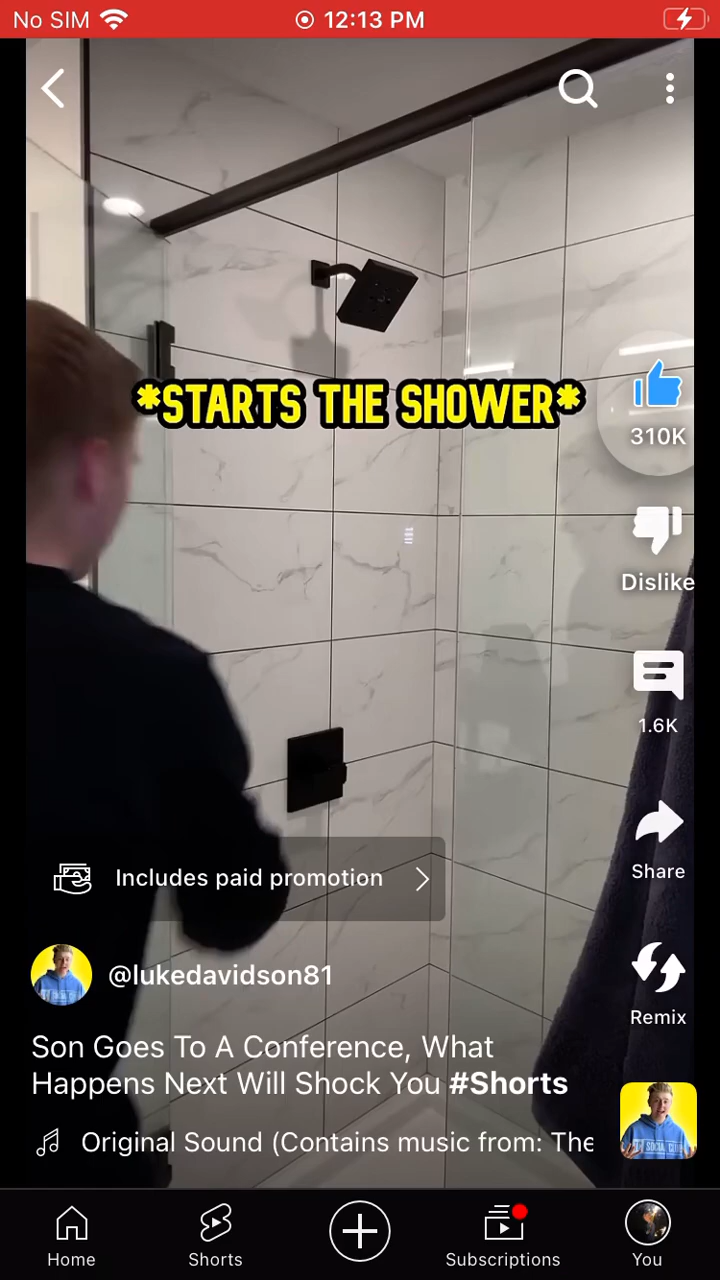 No SIM 12:13 PM
*STARTS THE SHOWER*
310K
Dislike
1.6K
Share
Remix
Includes paid promotion
@lukedavidson81
Son Goes To A Conference, What
Happens Next Will Shock You #Shorts
Original Sound (Contains music from: The
Home Shorts Subscriptions You